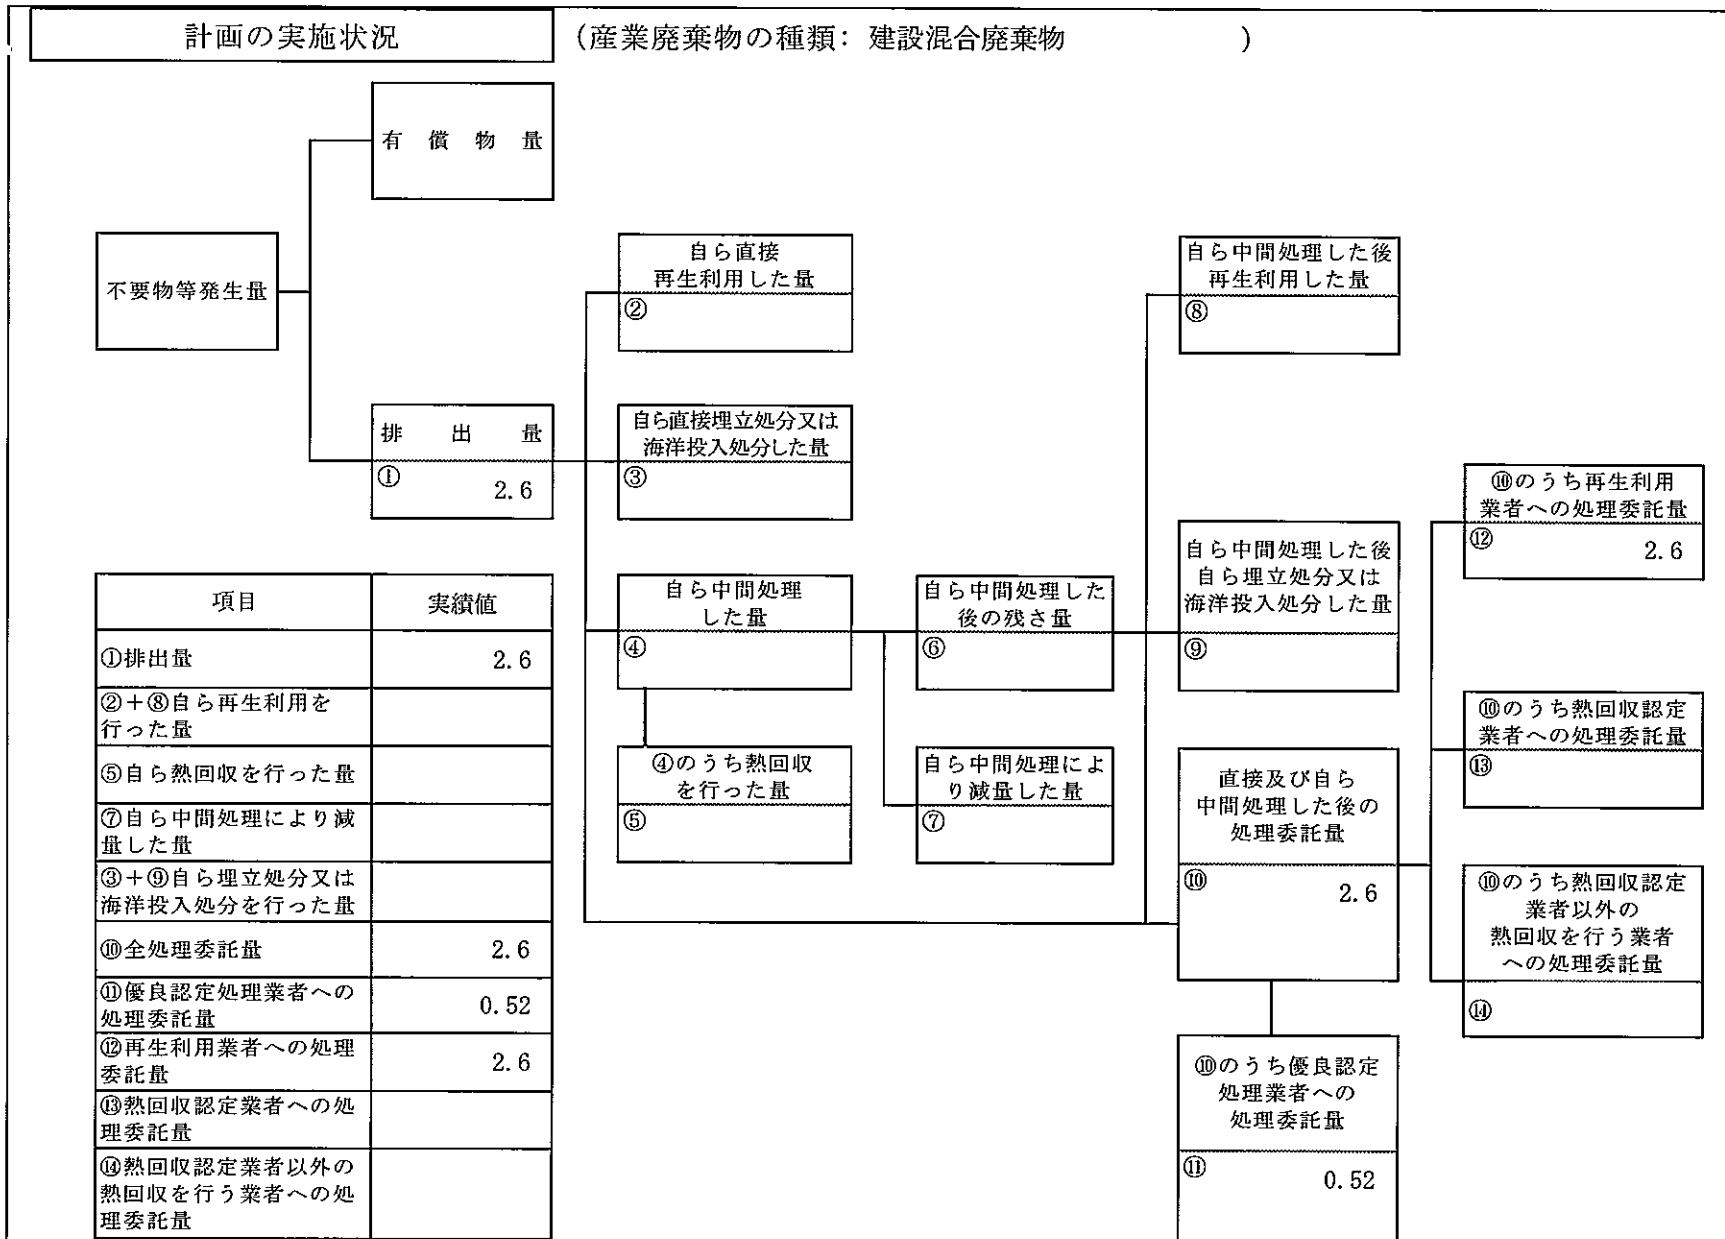 計画の実施状況
(産業廃棄物の種類: 建設混合廃棄物 )
有償物量
不要物等発生量
自ら直接
再生利用した量
②
自ら中間処理した後
再生利用した量
⑧
排出量
① 2.6
自ら直接埋立処分又は
海洋投入処分した量
③
⑩のうち再生利用
業者への処理委託量
⑫ 2.6
自ら中間処理
した量
④
自ら中間処理した
後の残さ量
⑥
自ら中間処理した後
自ら埋立処分又は
海洋投入処分した量
⑨
④のうち熱回収
を行った量
⑤
自ら中間処理によ
り減量した量
⑦
直接及び自ら
中間処理した後の
処理委託量
⑩ 2.6
⑩のうち熱回収認定
業者への処理委託量
⑬
⑩のうち熱回収認定
業者以外の
熱回収を行う業者
への処理委託量
⑭
⑩のうち優良認定
処理業者への
処理委託量
⑪ 0.52
項目 実績値
①排出量 2.6
②+⑧自ら再生利用を
行った量
⑤自ら熱回収を行った量
⑦自ら中間処理により減
量した量
③+⑨自ら埋立処分又は
海洋投入処分を行った量
⑩全処理委託量 2.6
⑪優良認定処理業者への
処理委託量 0.52
⑫再生利用業者への処理
委託量 2.6
⑬熱回収認定業者への処
理委託量
⑭熱回収認定業者以外の
熱回収を行う業者への処
理委託量